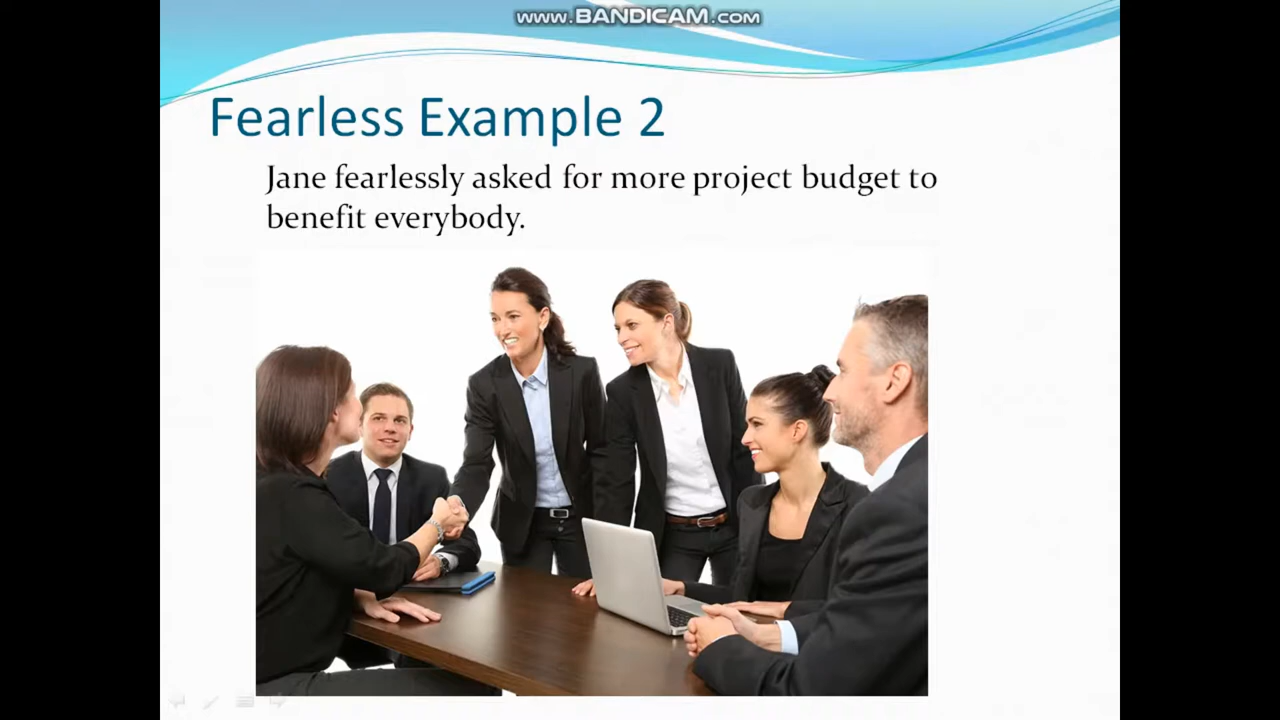 www.BANDICAM.com
Fearless Example 2
Jane fearlessly asked for more project budget to
benefit everybody.